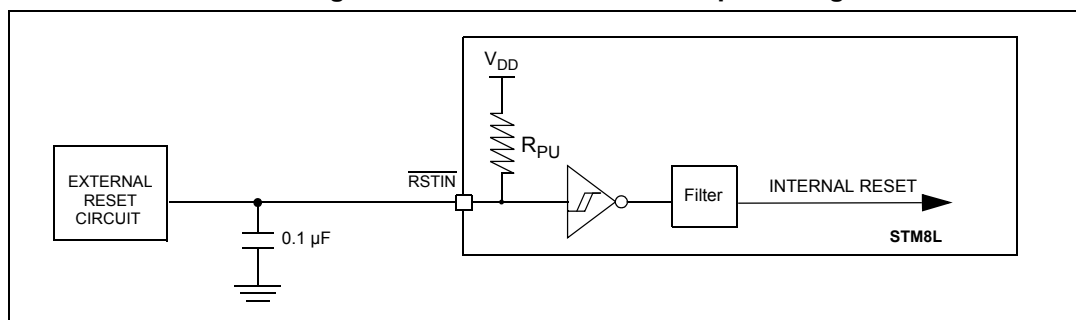 V_DD
R_PU
EXTERNAL
RESET
CIRCUIT
RSTIN
Filter
INTERNAL RESET
STM8L
0.1 µF